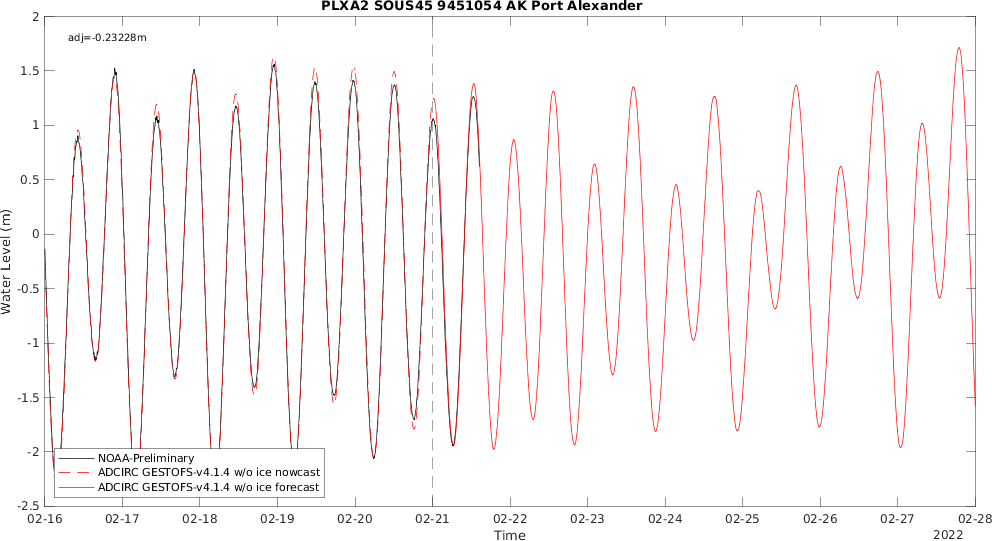 PLXA2 SOUS45 9451054 AK Port Alexander
adj=-0.23228m
2
1.5
1
0.5
0
-0.5
-1
-1.5
-2
-2.5
Water Level (m)
NOAA-Preliminary
ADCIRC GESTOFS-v4.1.4 w/o ice nowcast
ADCIRC GESTOFS-v4.1.4 w/o ice forecast
02-16 02-17 02-18 02-19 02-20 02-21 02-22 02-23 02-24 02-25 02-26 02-27 02-28
Time
2022